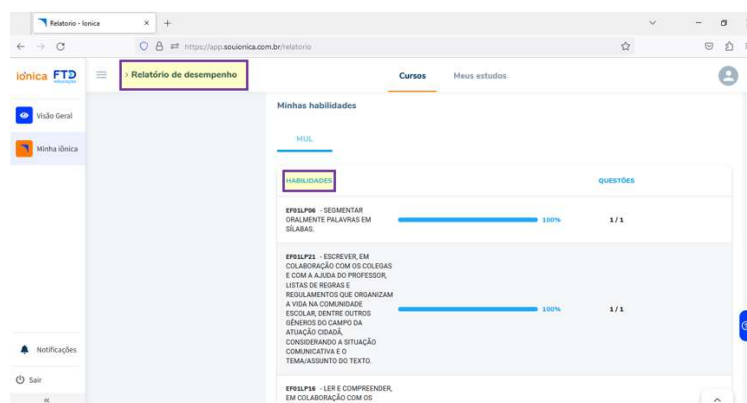 Relatorio - Ionica
https://app.souionica.com.br/relatorio
iônica FTD
educação
> Relatório de desempenho
Cursos
Meus estudos
Visão Geral
Minha iônica
Minhas habilidades
MUL
HABILIDADES
QUESTÕES
EF01LP06 - SEGMENTAR
ORALMENTE PALAVRAS EM
SÍLABAS.
100%
1 / 1
EF01LP21 - ESCREVER, EM
COLABORAÇÃO COM OS COLEGAS
E COM A AJUDA DO PROFESSOR,
LISTAS DE REGRAS E
REGULAMENTOS QUE ORGANIZAM
A VIDA NA COMUNIDADE
ESCOLAR, DENTRE OUTROS
GÊNEROS DO CAMPO DA
ATUAÇÃO CIDADÃ,
CONSIDERANDO A SITUAÇÃO
COMUNICATIVA E O
TEMA/ASSUNTO DO TEXTO.
100%
1 / 1
EF01LP16 - LER E COMPREENDER,
EM COLABORAÇÃO COM OS
Notificações
Sair